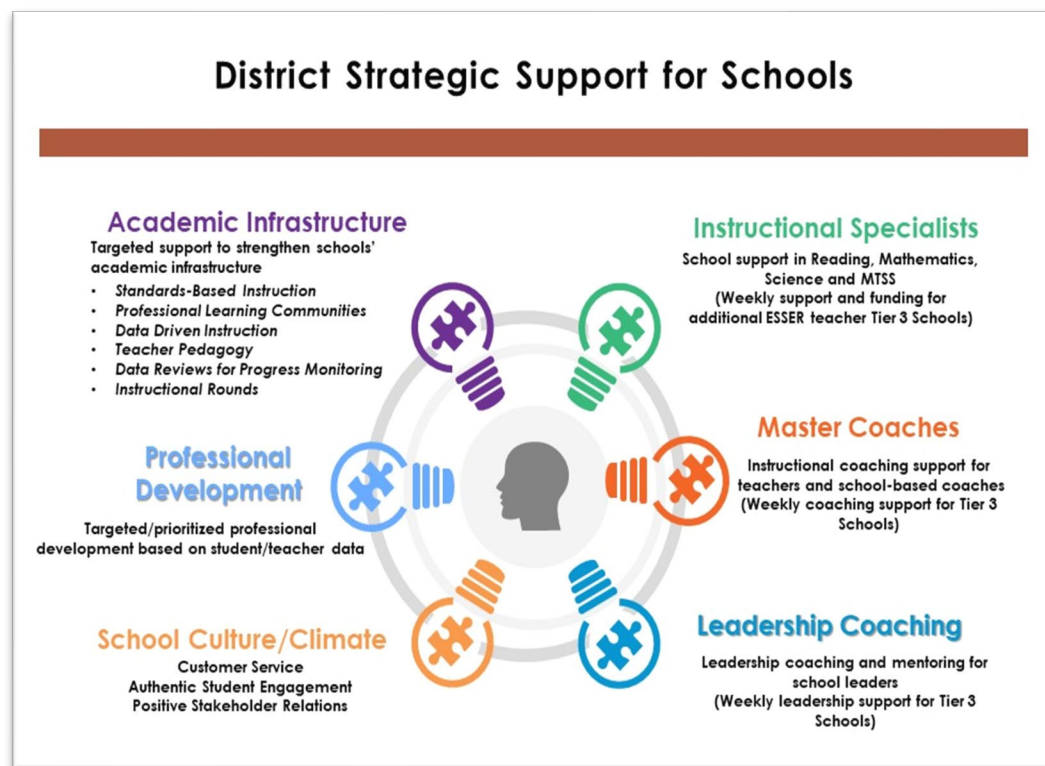 District Strategic Support for Schools
Academic Infrastructure
Targeted support to strengthen schools'
academic infrastructure
• Standards-Based Instruction
• Professional Learning Communities
• Data Driven Instruction
• Teacher Pedagogy
• Data Reviews for Progress Monitoring
• Instructional Rounds
Professional
Development
Targeted/prioritized professional
development based on student/teacher data
School Culture/Climate
Customer Service
Authentic Student Engagement
Positive Stakeholder Relations
Instructional Specialists
School support in Reading, Mathematics,
Science and MTSS
(Weekly support and funding for
additional ESSER teacher Tier 3 Schools)
Master Coaches
Instructional coaching support for
teachers and school-based coaches
(Weekly coaching support for Tier 3
Schools)
Leadership Coaching
Leadership coaching and mentoring for
school leaders
(Weekly leadership support for Tier 3
Schools)